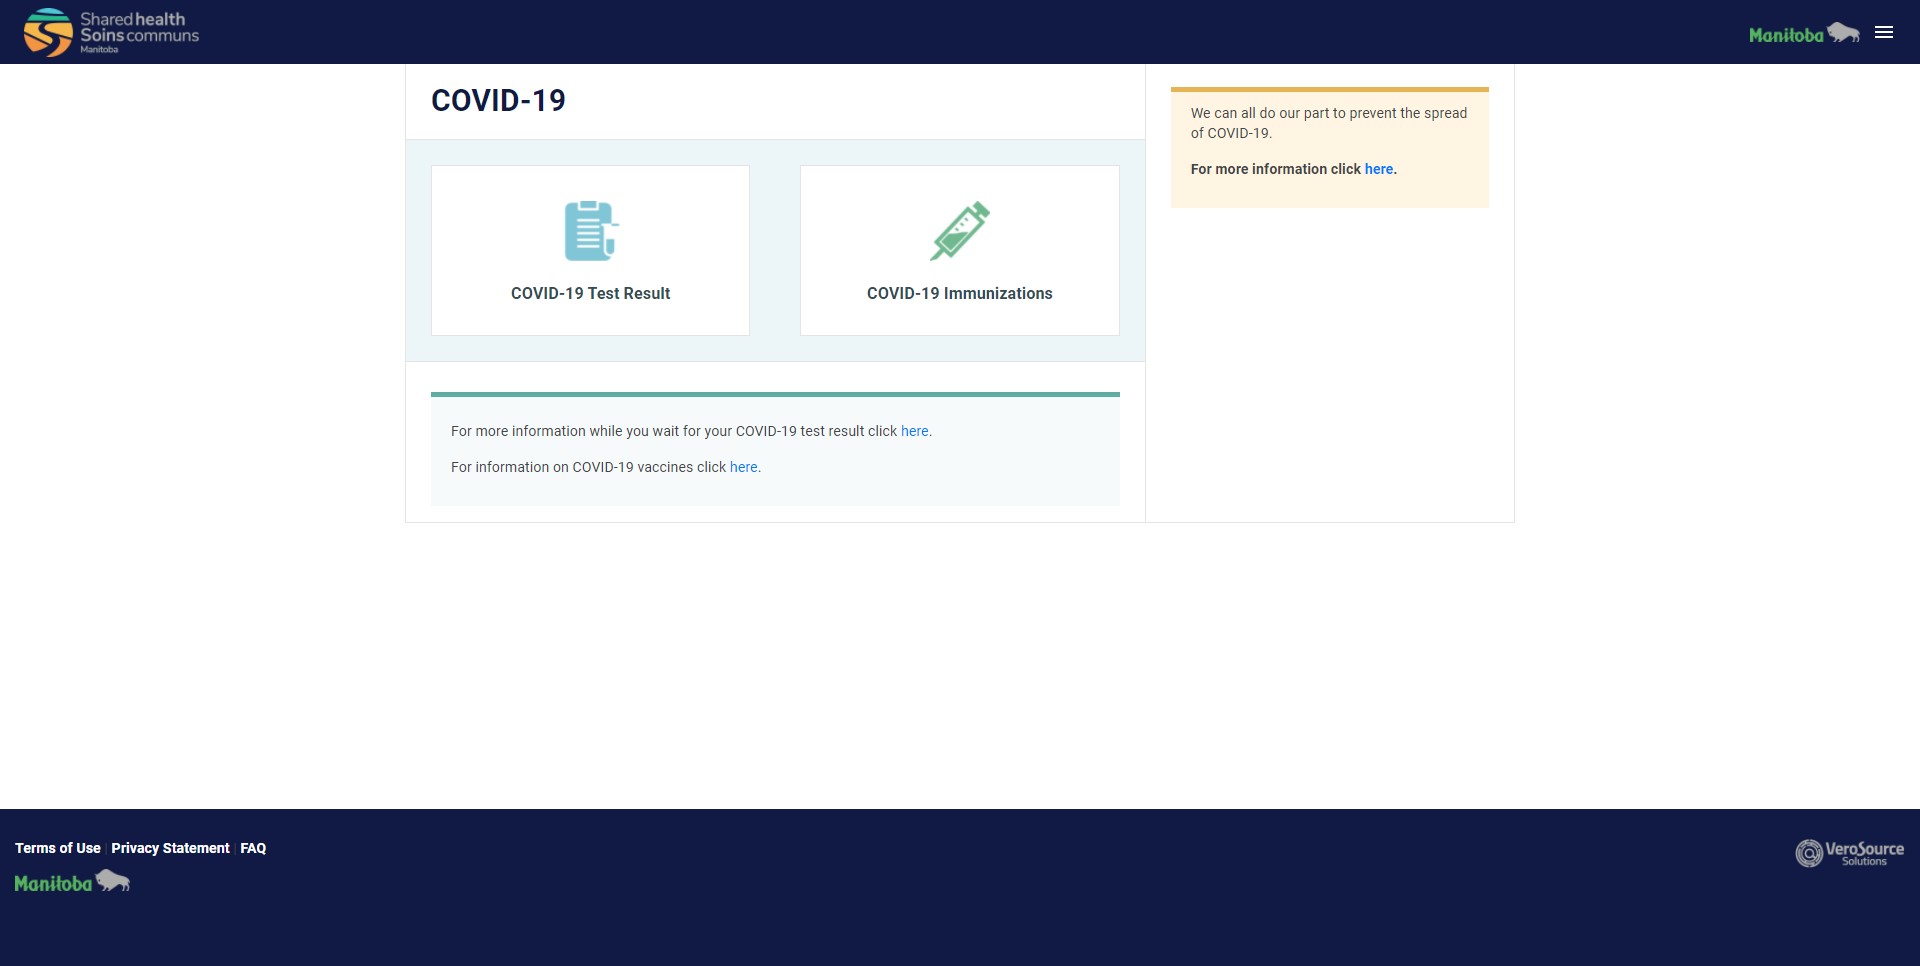 Shared health
Soins communs
Manitoba
Manitoba
COVID-19
COVID-19 Test Result
COVID-19 Immunizations
For more information while you wait for your COVID-19 test result click here.
For information on COVID-19 vaccines click here.
We can all do our part to prevent the spread
of COVID-19.
For more information click here.
Terms of Use | Privacy Statement | FAQ
Manitoba
VeroSource
Solutions